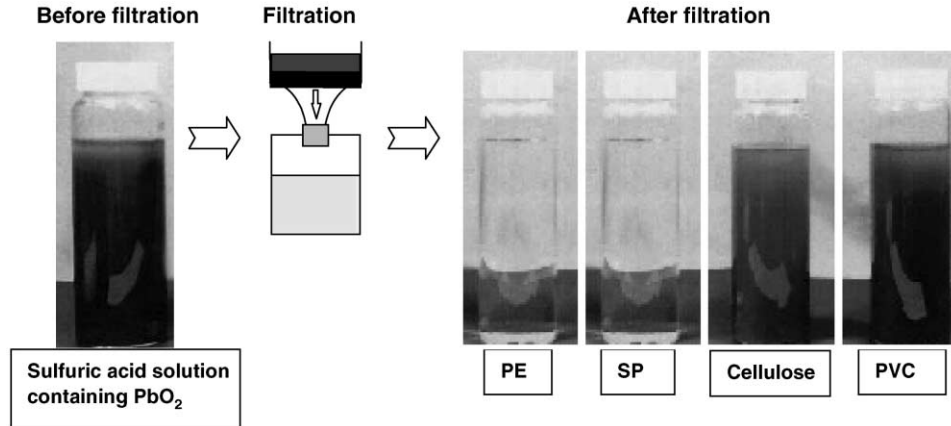 Before filtration
Filtration
After filtration
Sulfuric acid solution
containing PbO₂
PE
SP
Cellulose
PVC